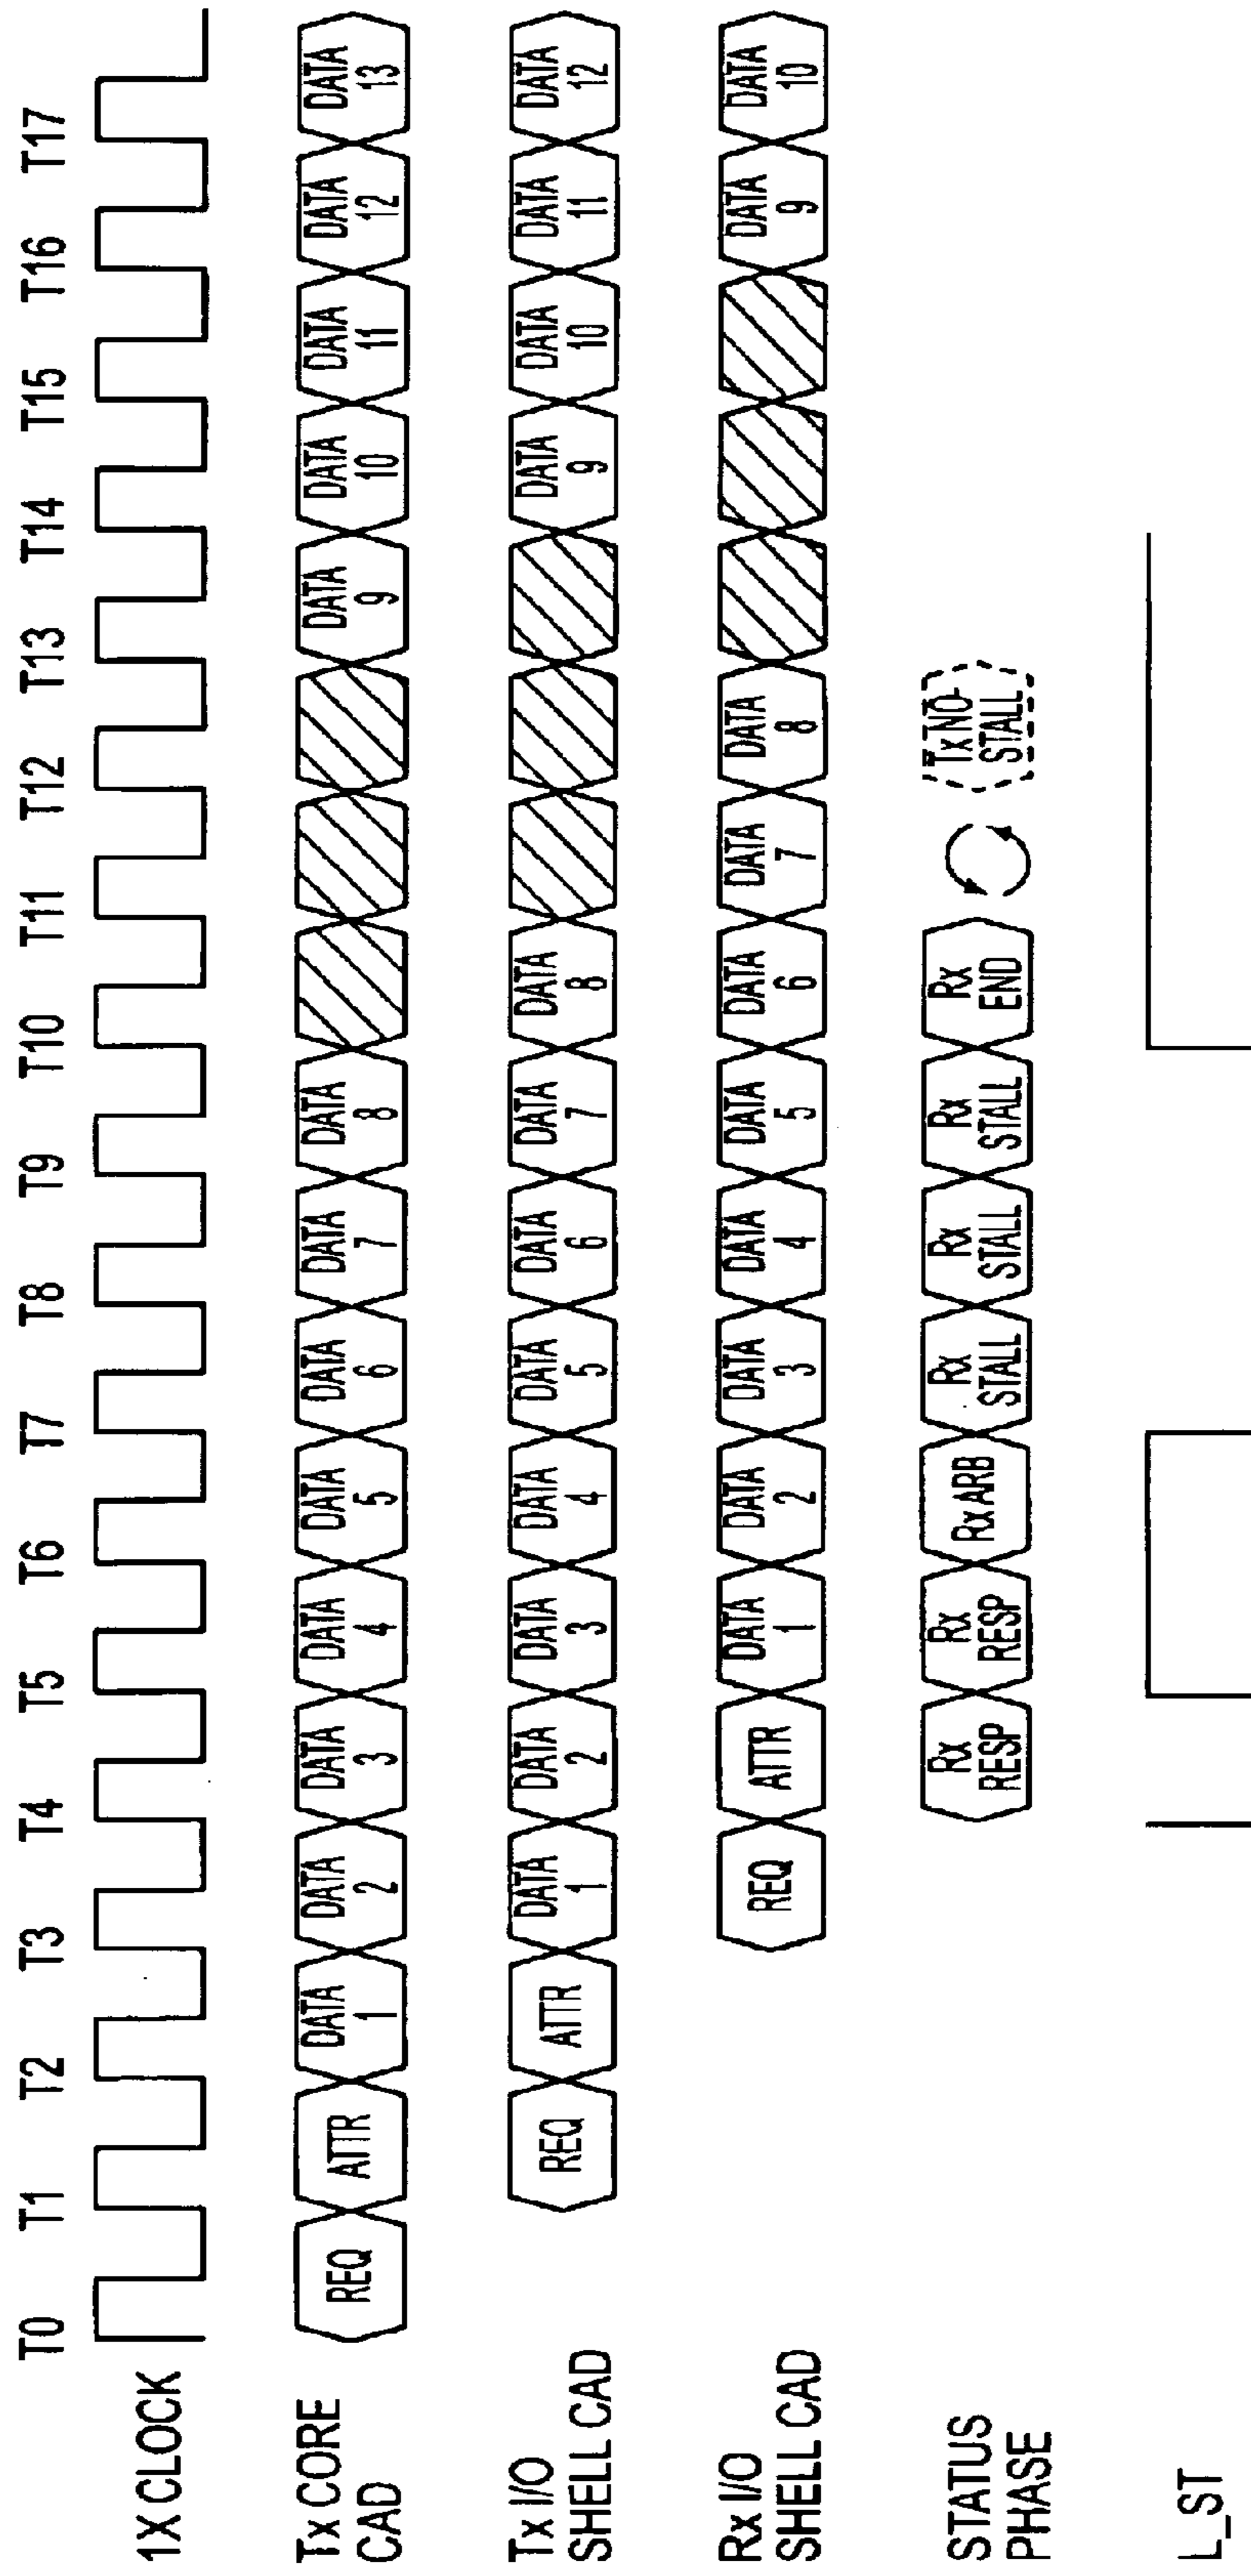 T0 T1 T2 T3 T4 T5 T6 T7 T8 T9 T10 T11 T12 T13 T14 T15 T16 T17
1X CLOCK
Tx CORE
CAD
REQ
ATTR
DATA
1
DATA
2
DATA
3
DATA
4
DATA
5
DATA
6
DATA
7
DATA
8
DATA
9
DATA
10
DATA
11
DATA
12
DATA
13
Tx I/O
SHELL CAD
REQ
ATTR
DATA
1
DATA
2
DATA
3
DATA
4
DATA
5
DATA
6
DATA
7
DATA
8
DATA
9
DATA
10
DATA
11
DATA
12
Rx I/O
SHELL CAD
REQ
ATTR
DATA
1
DATA
2
DATA
3
DATA
4
DATA
5
DATA
6
DATA
7
DATA
8
DATA
9
DATA
10
STATUS
PHASE
Rx
RESP
Rx
RESP
Rx ARB
Rx
STALL
Rx
STALL
Rx
STALL
Rx
END
Tx NO
STALL
L_ST